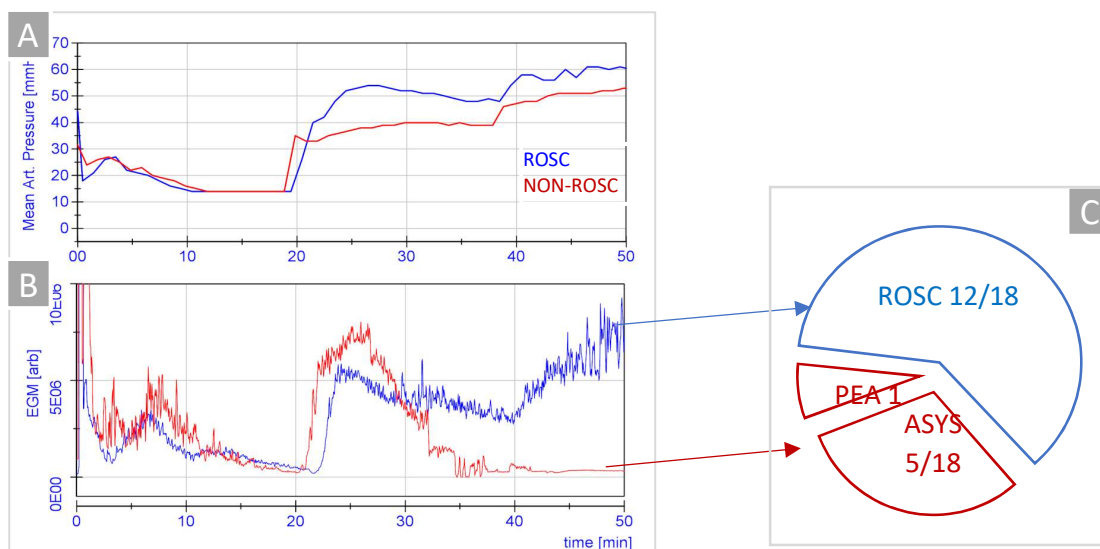 A
70
60
50
40
30
20
10
0
Mean Art. Pressure
ROSC
NON-ROSC
00 10 20 30 40 50
B
10E06
5E06
0E00
EGM [arb]
0 10 20 30 40 50
time [min]
C
ROSC 12/18
PEA 1
ASYS
5/18